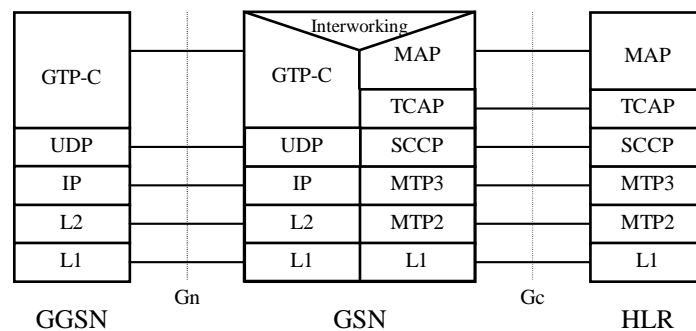 Interworking
GTP-C GTP-C MAP MAP
TCAP TCAP
UDP UDP SCCP SCCP
IP IP MTP3 MTP3
L2 L2 MTP2 MTP2
L1 L1 L1 L1
Gn Gc
GGSN GSN HLR